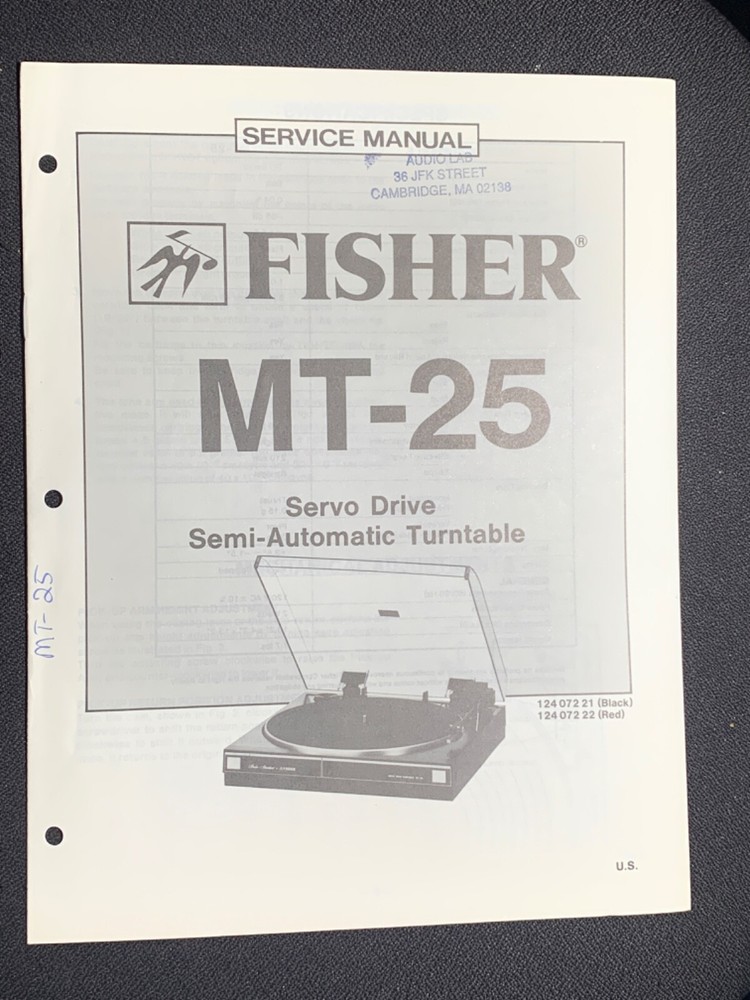 SERVICE MANUAL
AUDIO LAB
36 JFK STREET
CAMBRIDGE, MA 02138
FISHER®
MT-25
Servo Drive
Semi-Automatic Turntable
MT-25
124 072 21 (Black)
124 072 22 (Red)
U.S.